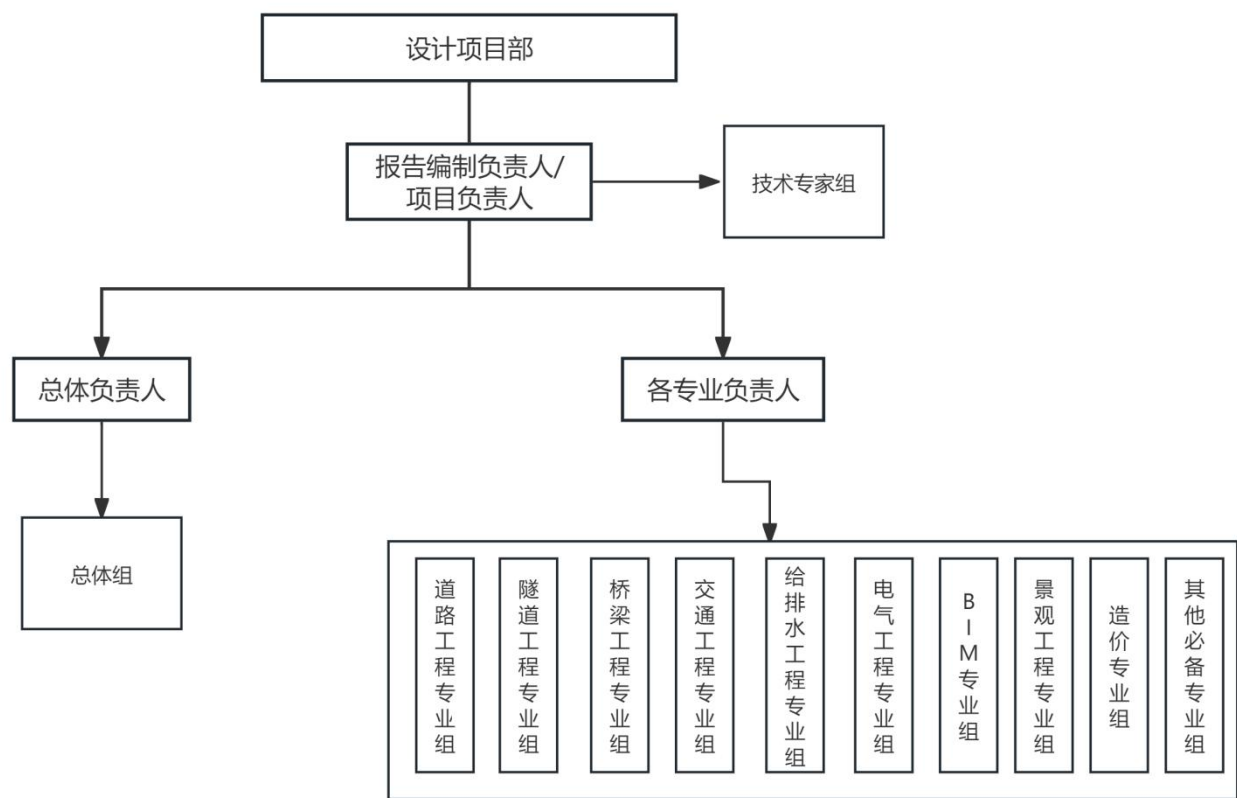 设计项目部
报告编制负责人/
项目负责人
技术专家组
总体负责人
各专业负责人
总体组
道路工程专业组
隧道工程专业组
桥梁工程专业组
交通工程专业组
给排水工程专业组
电气工程专业组
BIM专业组
景观工程专业组
造价专业组
其他必备专业组